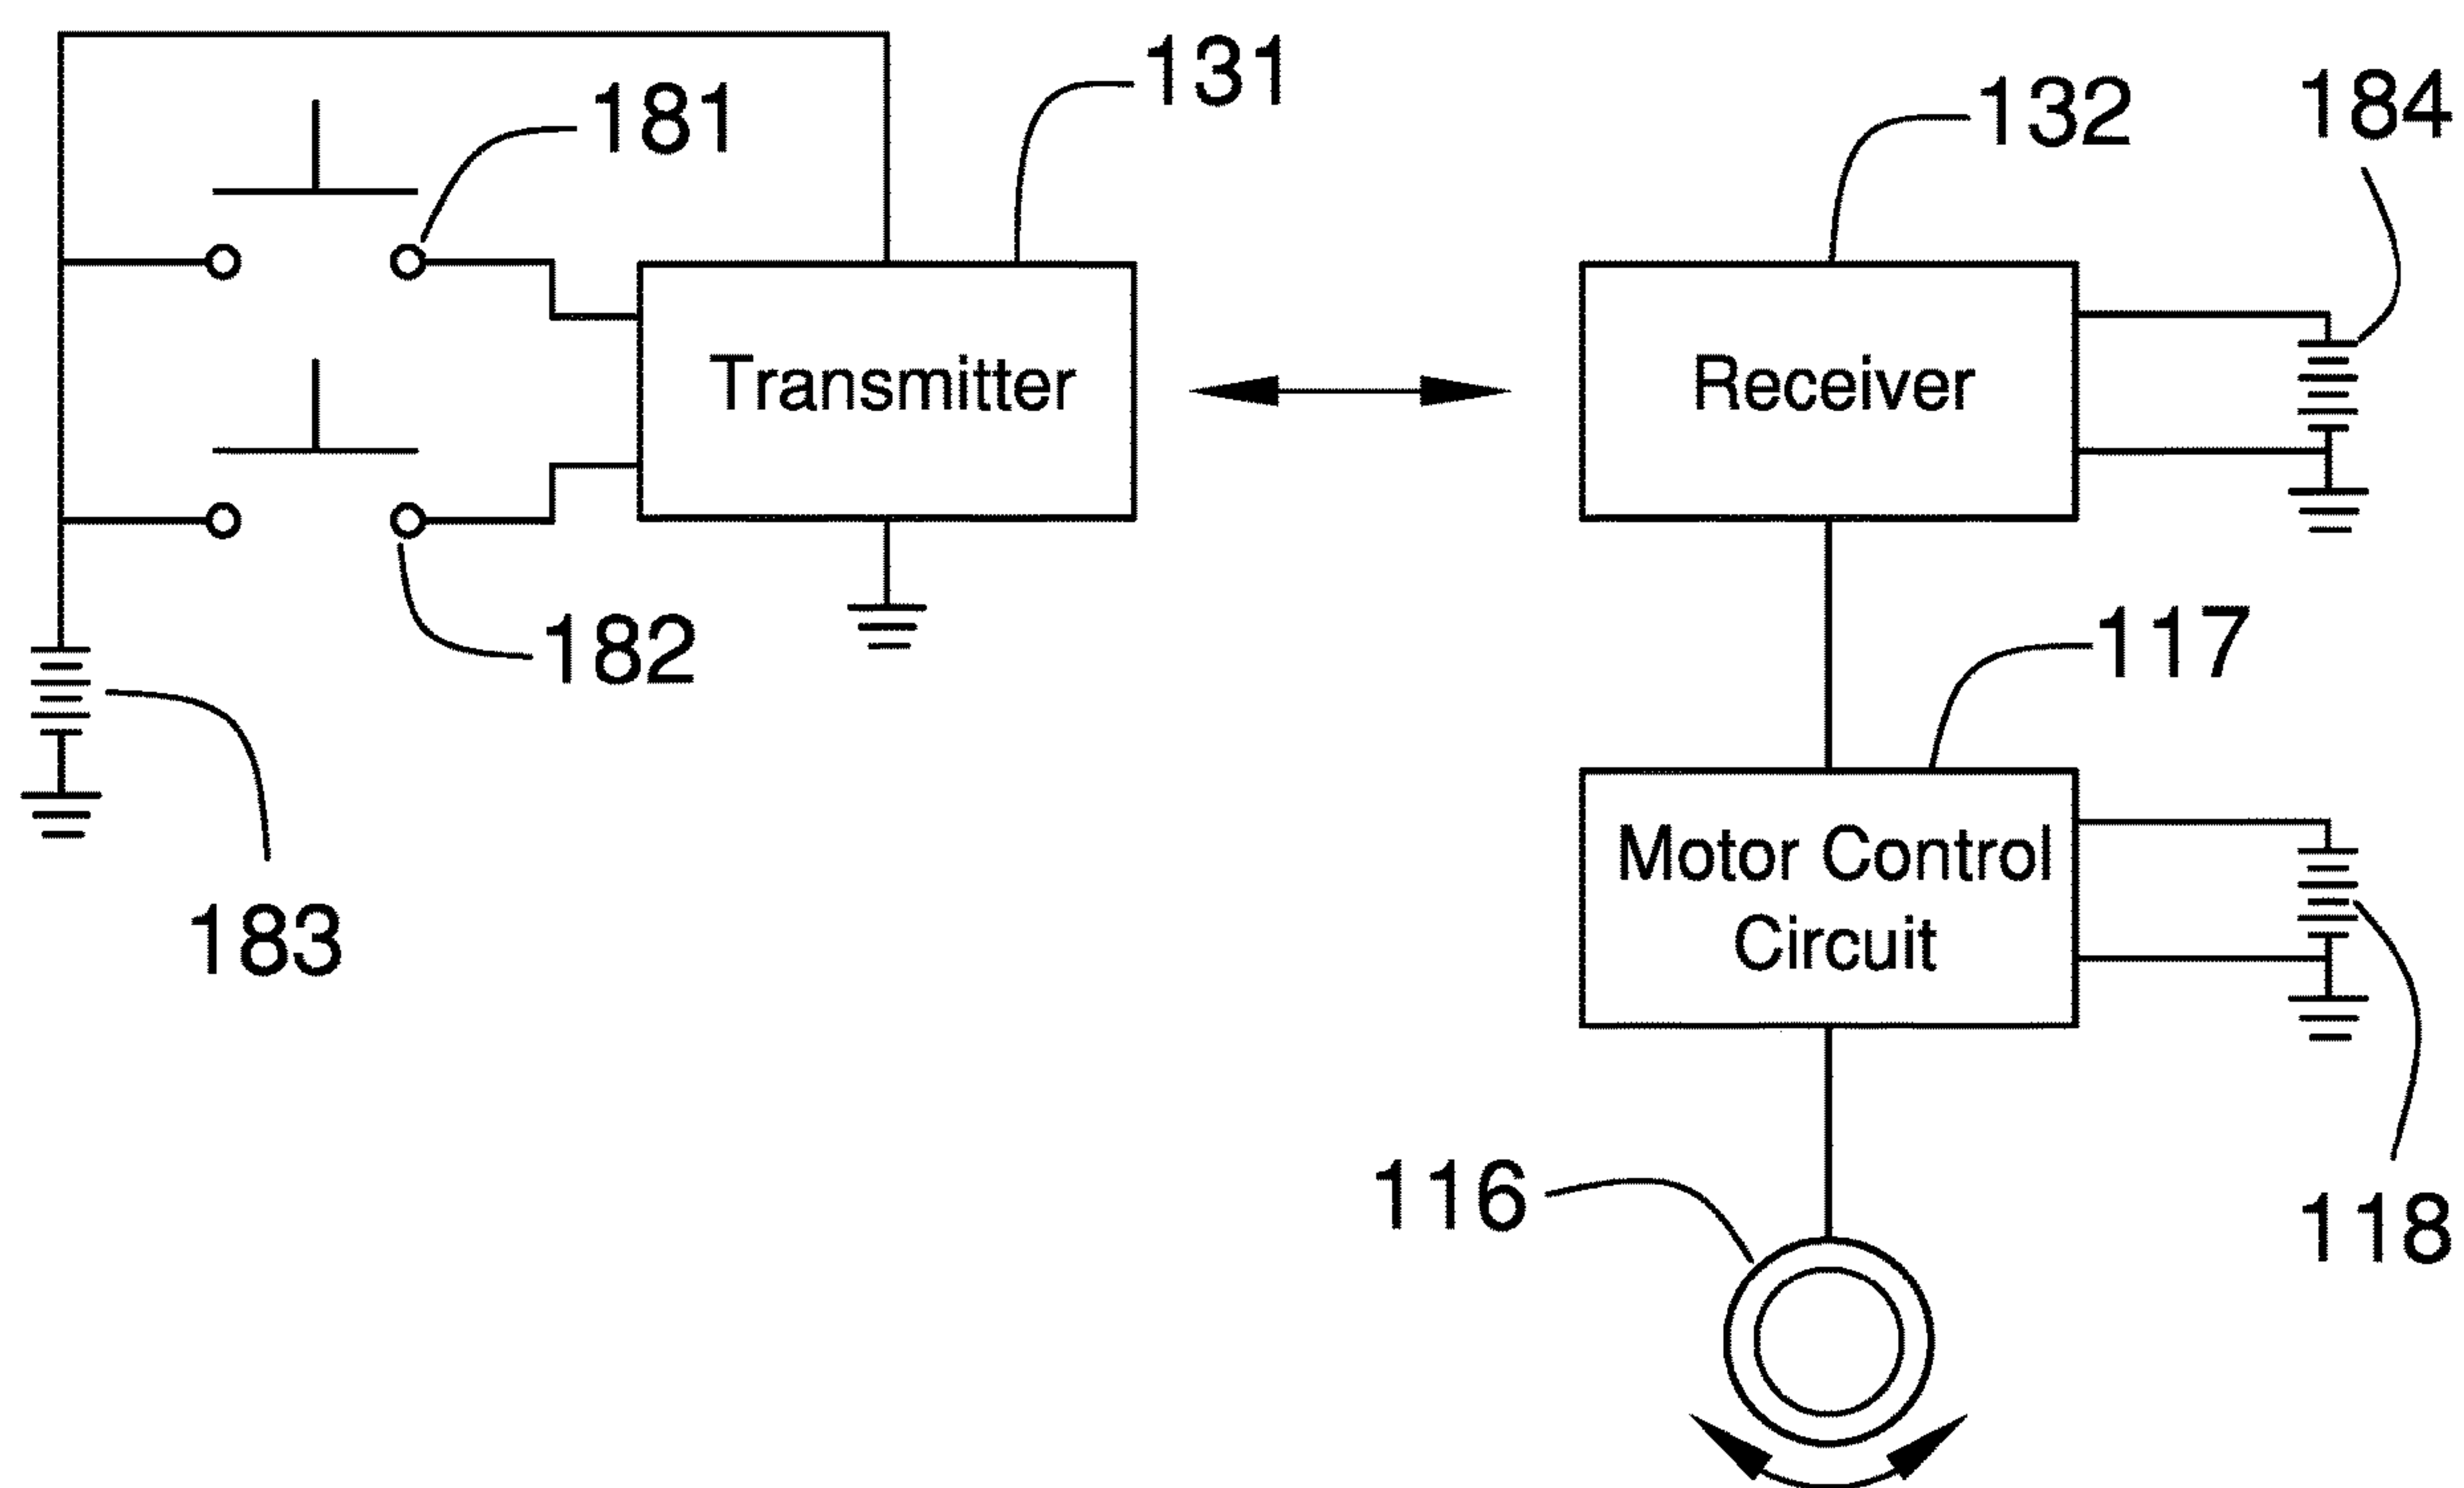 131
181
132
184
Transmitter
Receiver
182
117
183
Motor Control
Circuit
116
118